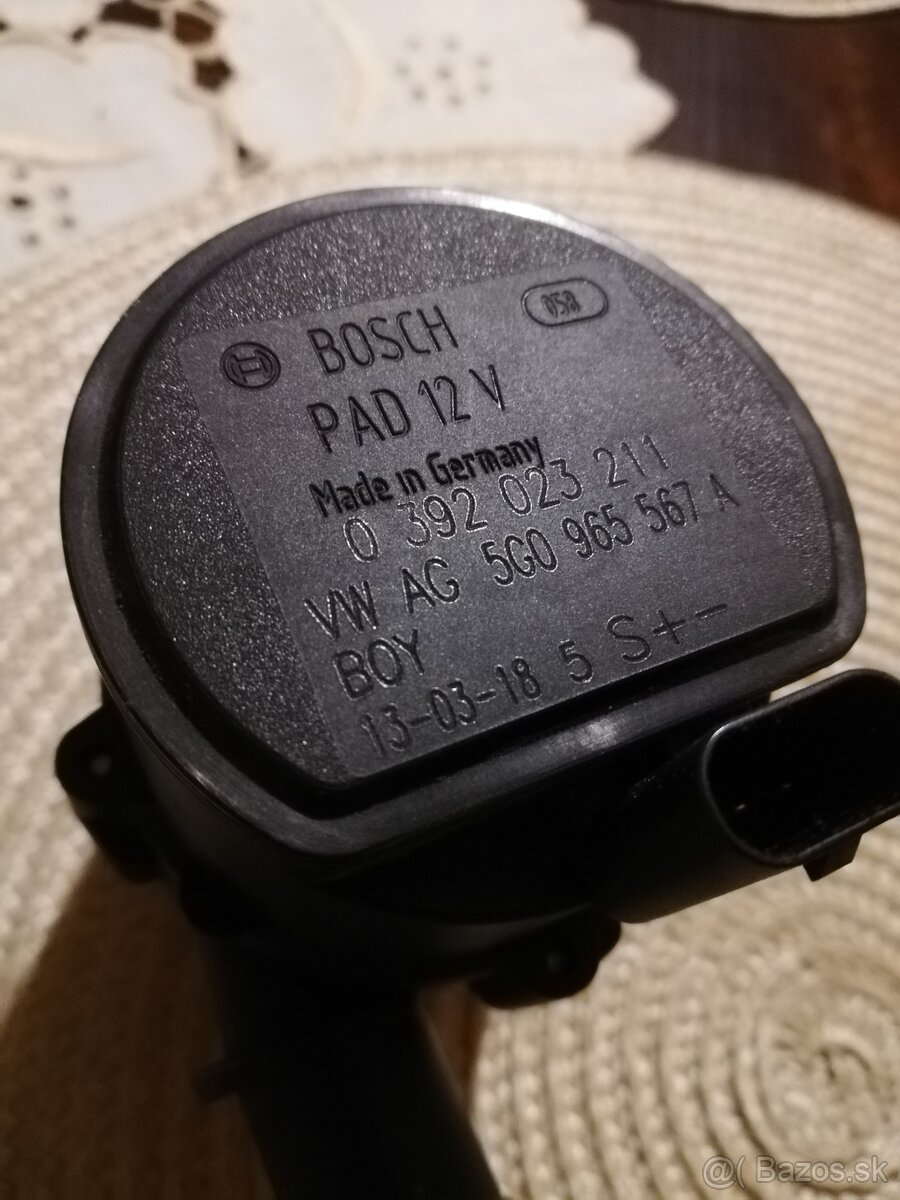 BOSCH
PAD 12 V
Made in Germany
0 392 023 211
VW AG 5G0 965 567 A
BOY
13-03-18 5 S+-
@( Bazos.sk